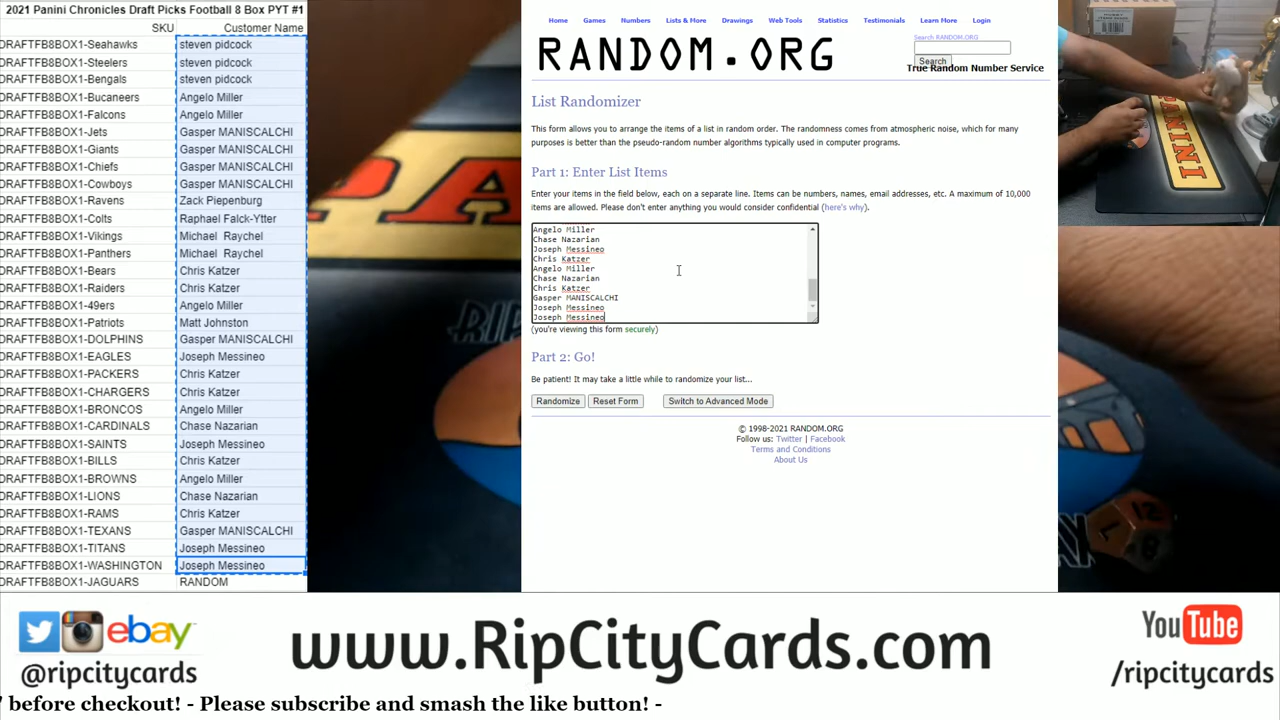 2021 Panini Chronicles Draft Picks Football 8 Box PYT #1
SKU Customer Name
DRAFTFB8BOX1-Seahawks steven pidcock
DRAFTFB8BOX1-Steelers steven pidcock
DRAFTFB8BOX1-Bengals steven pidcock
DRAFTFB8BOX1-Bucaneers Angelo Miller
DRAFTFB8BOX1-Falcons Angelo Miller
DRAFTFB8BOX1-Jets Gasper MANISCALCHI
DRAFTFB8BOX1-Giants Gasper MANISCALCHI
DRAFTFB8BOX1-Chiefs Gasper MANISCALCHI
DRAFTFB8BOX1-Cowboys Gasper MANISCALCHI
DRAFTFB8BOX1-Ravens Zack Piepenburg
DRAFTFB8BOX1-Colts Raphael Falck-Ytter
DRAFTFB8BOX1-Vikings Michael Raychel
DRAFTFB8BOX1-Panthers Michael Raychel
DRAFTFB8BOX1-Bears Chris Katzer
DRAFTFB8BOX1-Raiders Chris Katzer
DRAFTFB8BOX1-49ers Angelo Miller
DRAFTFB8BOX1-Patriots Matt Johnston
DRAFTFB8BOX1-DOLPHINS Gasper MANISCALCHI
DRAFTFB8BOX1-EAGLES Joseph Messineo
DRAFTFB8BOX1-PACKERS Chris Katzer
DRAFTFB8BOX1-CHARGERS Chris Katzer
DRAFTFB8BOX1-BRONCOS Angelo Miller
DRAFTFB8BOX1-CARDINALS Chase Nazarian
DRAFTFB8BOX1-SAINTS Joseph Messineo
DRAFTFB8BOX1-BILLS Chris Katzer
DRAFTFB8BOX1-BROWNS Angelo Miller
DRAFTFB8BOX1-LIONS Chase Nazarian
DRAFTFB8BOX1-RAMS Chris Katzer
DRAFTFB8BOX1-TEXANS Gasper MANISCALCHI
DRAFTFB8BOX1-TITANS Joseph Messineo
DRAFTFB8BOX1-WASHINGTON Joseph Messineo
DRAFTFB8BOX1-JAGUARS RANDOM
Home Games Numbers Lists & More Drawings Web Tools Statistics Testimonials Learn More Login
RANDOM.ORG
Search RANDOM.ORG
Search
True Random Number Service
List Randomizer
This form allows you to arrange the items of a list in random order. The randomness comes from atmospheric noise, which for many
purposes is better than the pseudo-random number algorithms typically used in computer programs.
Part 1: Enter List Items
Enter your items in the field below, each on a separate line. Items can be numbers, names, email addresses, etc. A maximum of 10,000
items are allowed. Please don't enter anything you would consider confidential (here's why).
Angelo Miller
Chase Nazarian
Joseph Messineo
Chris Katzer
Angelo Miller
Chase Nazarian
Chris Katzer
Gasper MANISCALCHI
Joseph Messineo
Joseph Messineo
(you're viewing this form securely)
Part 2: Go!
Be patient! It may take a little while to randomize your list...
Randomize Reset Form Switch to Advanced Mode
© 1998-2021 RANDOM.ORG
Follow us: Twitter | Facebook
Terms and Conditions
About Us
PANINI
ebay
@ripcitycards
www.RipCityCards.com
YouTube
/ripcitycards
' before checkout! - Please subscribe and smash the like button! -